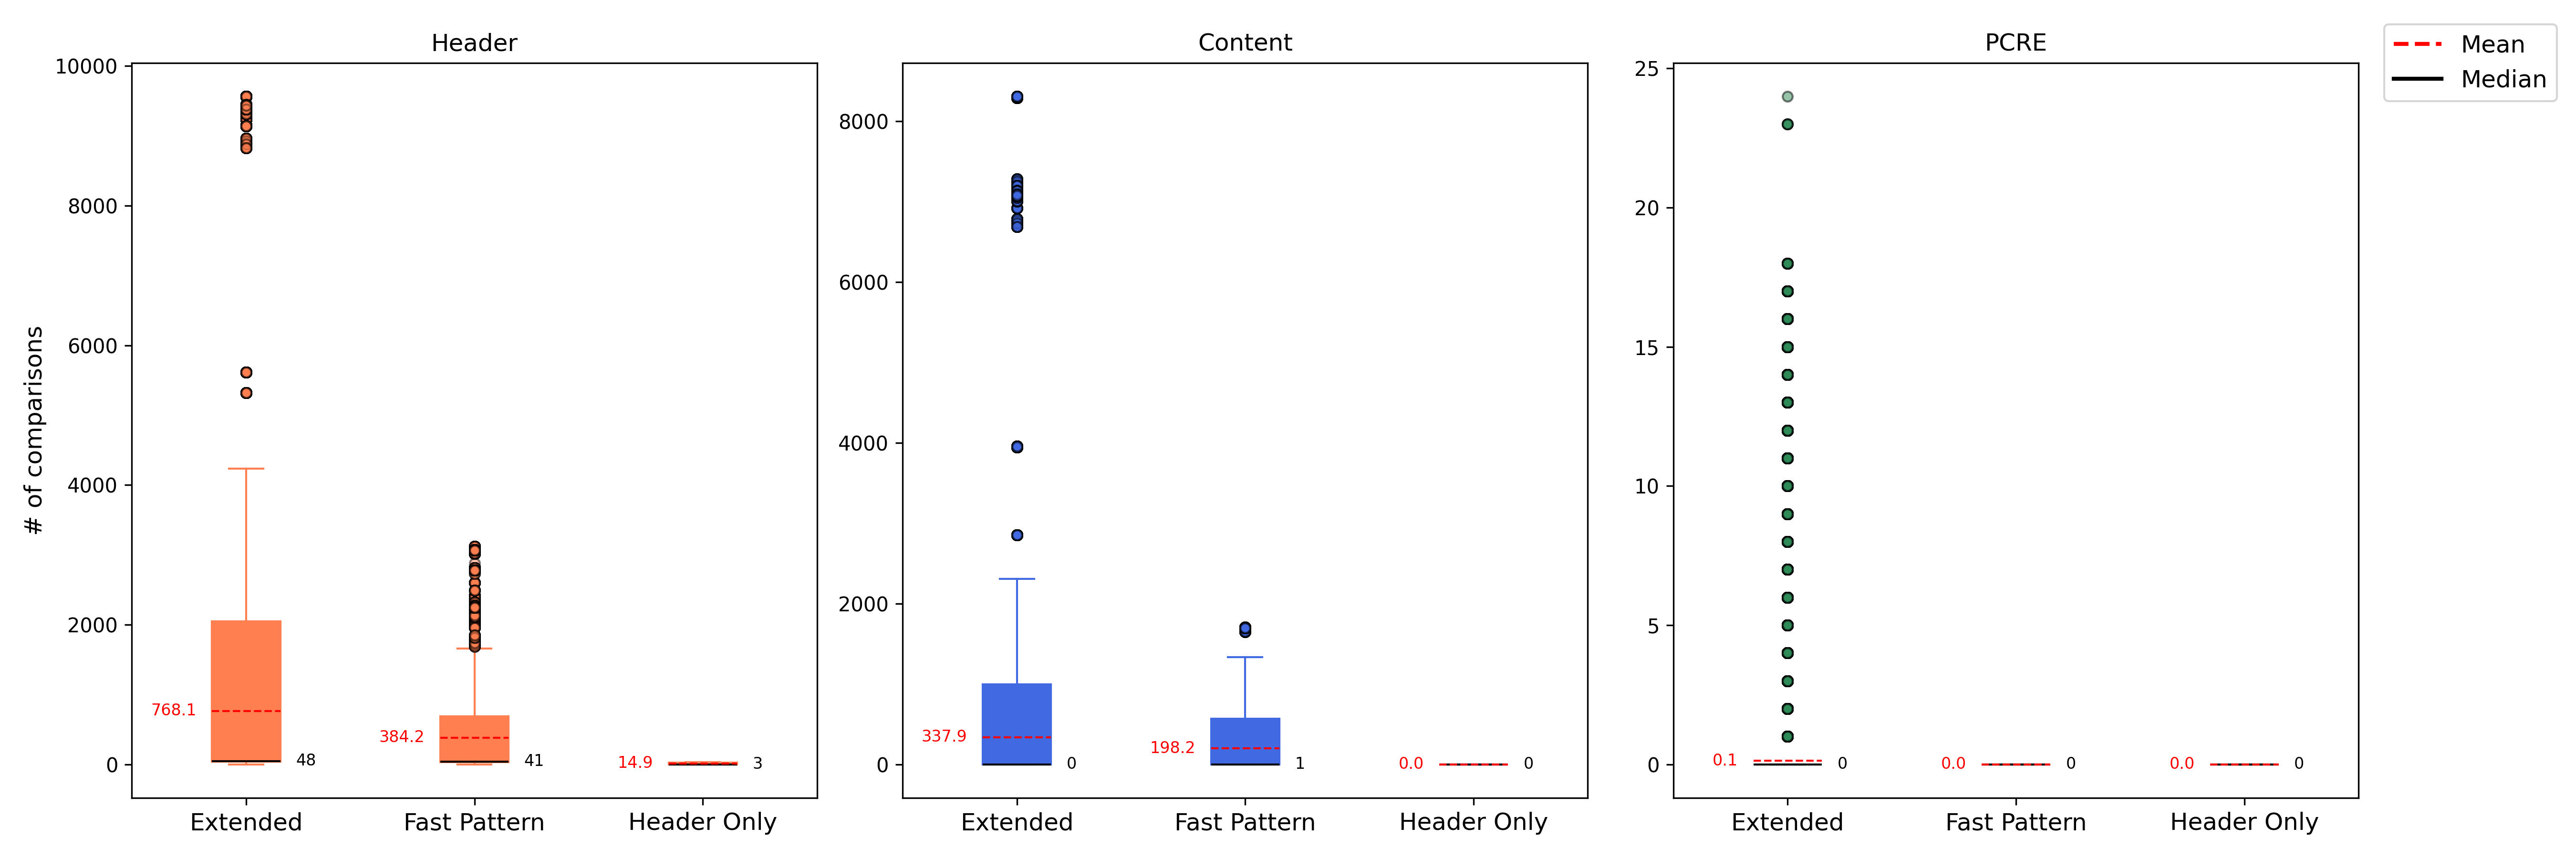 Header
Content
PCRE
Mean
Median
# of comparisons
10000
8000
6000
4000
2000
0
768.1
48
384.2
41
14.9
3
Extended
Fast Pattern
Header Only
8000
6000
4000
2000
0
337.9
0
198.2
1
0.0
0
Extended
Fast Pattern
Header Only
25
20
15
10
5
0
0.1
0
0.0
0
0.0
0
Extended
Fast Pattern
Header Only